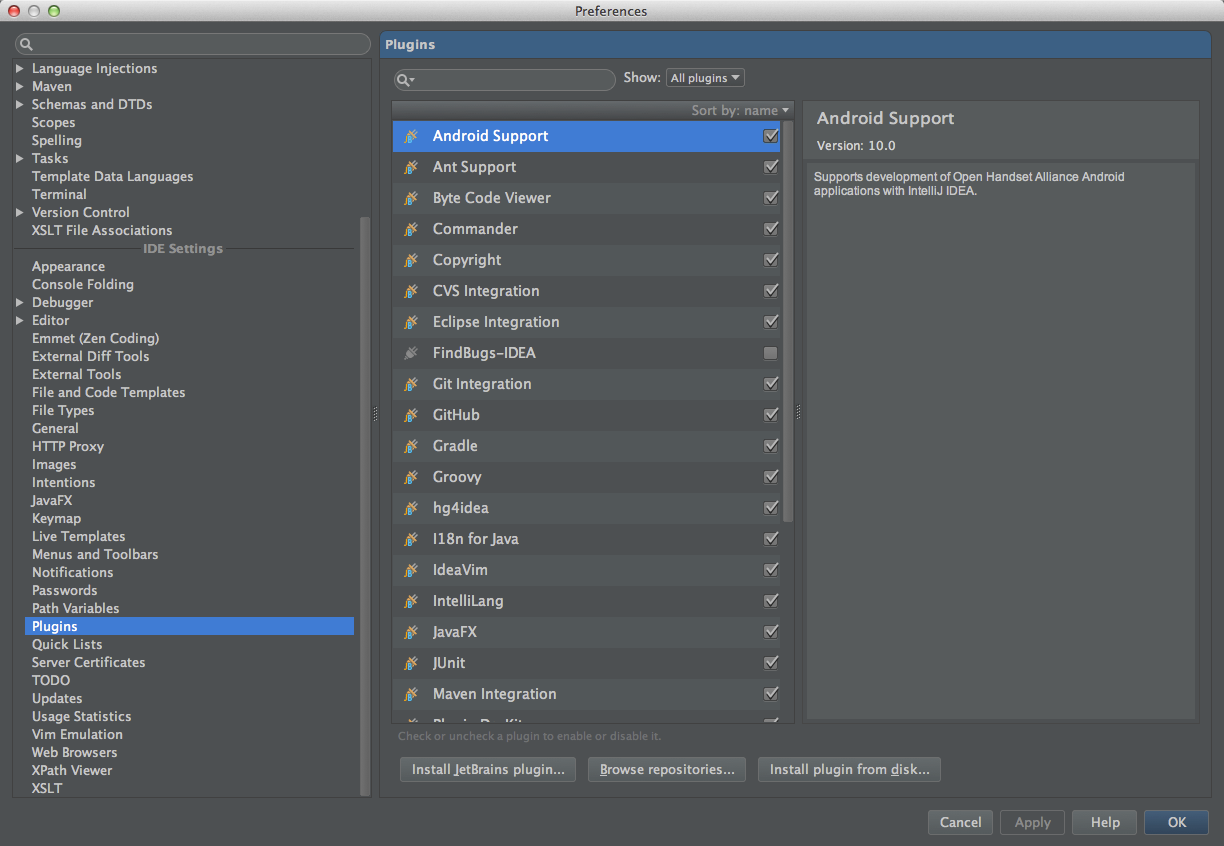 Preferences
Language Injections
Maven
Schemas and DTDs
Scopes
Spelling
Tasks
Template Data Languages
Terminal
Version Control
XSLT File Associations
IDE Settings
Appearance
Console Folding
Debugger
Editor
Emmet (Zen Coding)
External Diff Tools
External Tools
File and Code Templates
File Types
General
HTTP Proxy
Images
Intentions
JavaFX
Keymap
Live Templates
Menus and Toolbars
Notifications
Passwords
Path Variables
Plugins
Quick Lists
Server Certificates
TODO
Updates
Usage Statistics
Vim Emulation
Web Browsers
XPath Viewer
XSLT
Plugins
Show: All plugins
Sort by: name
Android Support
Ant Support
Byte Code Viewer
Commander
Copyright
CVS Integration
Eclipse Integration
FindBugs-IDEA
Git Integration
GitHub
Gradle
Groovy
hg4idea
I18n for Java
IdeaVim
IntelliLang
JavaFX
JUnit
Maven Integration
Check or uncheck a plugin to enable or disable it.
Install JetBrains plugin... Browse repositories... Install plugin from disk...
Android Support
Version: 10.0
Supports development of Open Handset Alliance Android
applications with IntelliJ IDEA.
Cancel Apply Help OK